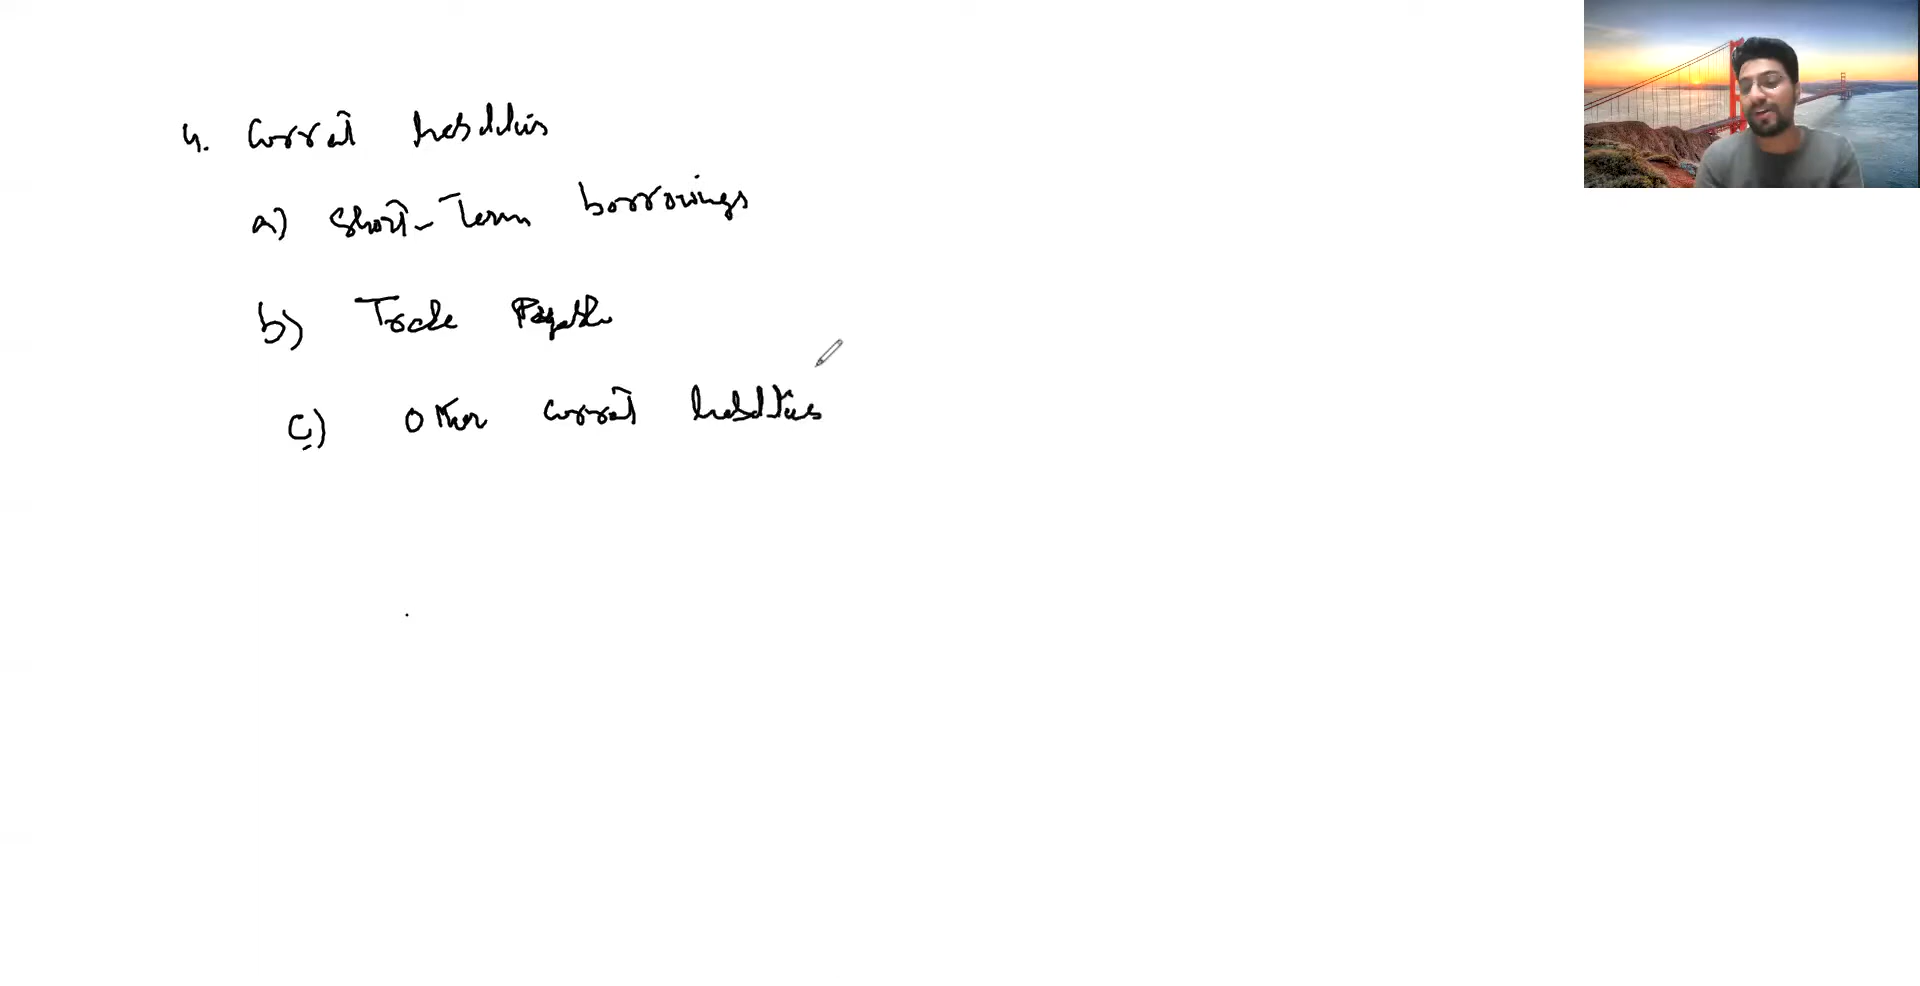 4. Current liabilities
a) Short-Term borrowings
b) Trade Payable
c) Other current liabilities